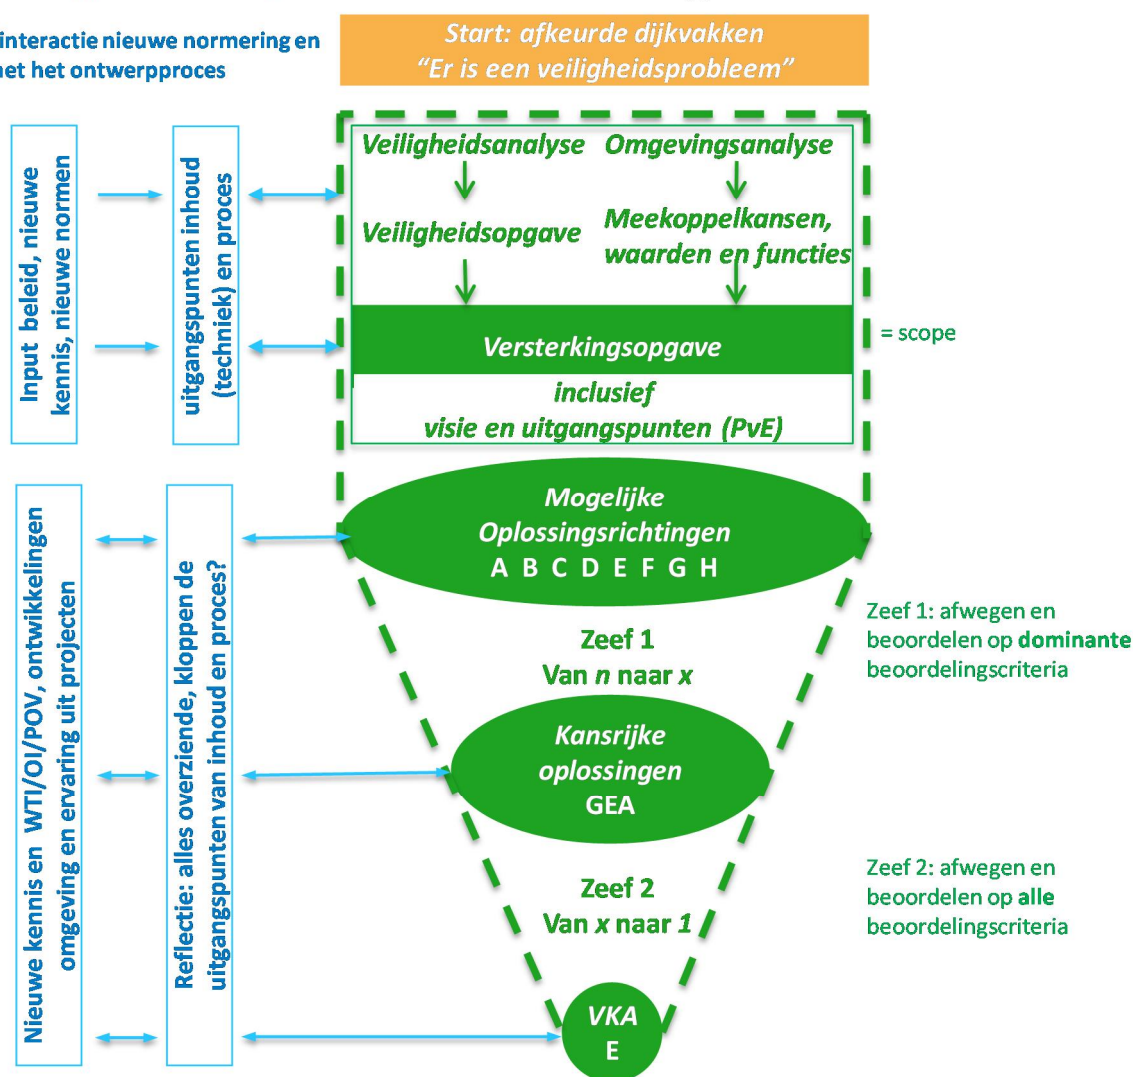 interactie nieuwe normering en
het ontwerpproces
Start: afkeurde dijkvakken
“Er is een veiligheidsprobleem”
Input beleid, nieuwe
kennis, nieuwe normen
uitgangspunten inhoud
(techniek) en proces
Veiligheidsanalyse Omgevingsanalyse
Veiligheidsopgave
Meekoppelkansen,
waarden en functies
Versterkingsopgave
= scope
inclusief
visie en uitgangspunten (PvE)
Nieuwe kennis en WTI/OI/POV, ontwikkelingen
omgeving en ervaring uit projecten
Reflectie: alles overziende, kloppen de
uitgangspunten van inhoud en proces?
Mogelijke
Oplossingsrichtingen
A B C D E F G H
Zeef 1
Van n naar x
Zeef 1: afwegen en
beoordelen op dominante
beoordelingscriteria
Kansrijke
oplossingen
GEA
Zeef 2
Van x naar 1
Zeef 2: afwegen en
beoordelen op alle
beoordelingscriteria
VKA
E